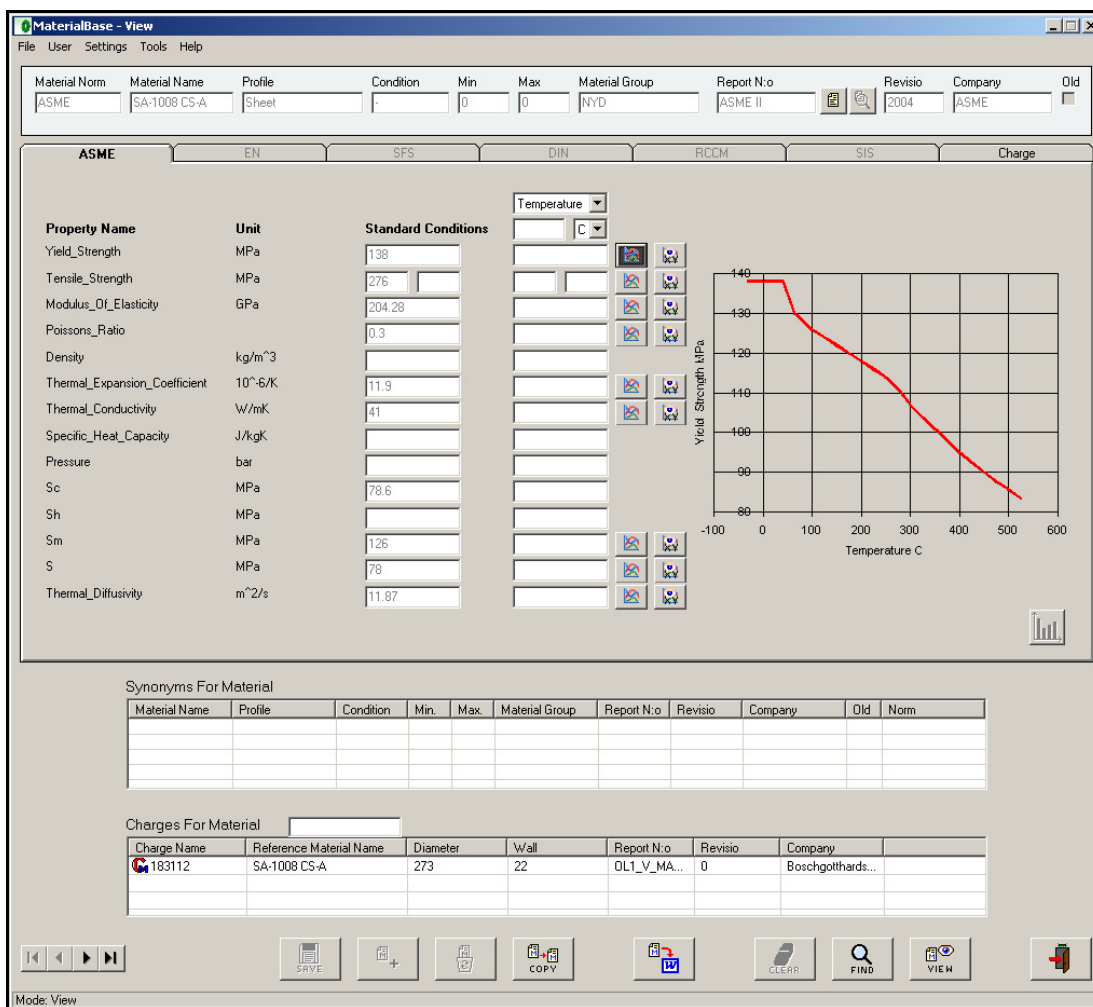 MaterialBase - View
File User Settings Tools Help
Material Norm Material Name Profile Condition Min Max Material Group Report N:o Revisio Company Old
ASME SA-1008 CS-A Sheet - 0 0 NYD ASME II 2004 ASME
ASME EN SFS DIN RCCM SIS Charge
Temperature
Property Name Unit Standard Conditions C
Yield_Strength MPa 138
Tensile_Strength MPa 276
Modulus_Of_Elasticity GPa 204.28
Poissons_Ratio 0.3
Density kg/m^3
Thermal_Expansion_Coefficient 10^-6/K 11.9
Thermal_Conductivity W/mK 41
Specific_Heat_Capacity J/kgK
Pressure bar
Sc MPa 78.6
Sh MPa
Sm MPa 126
S MPa 78
Thermal_Diffusivity m^2/s 11.87
140
130
120
110
100
90
80
Yield Strength MPa
-100 0 100 200 300 400 500 600
Temperature C
Synonyms For Material
Material Name Profile Condition Min. Max. Material Group Report N:o Revisio Company Old Norm
Charges For Material
Charge Name Reference Material Name Diameter Wall Report N:o Revisio Company
183112 SA-1008 CS-A 273 22 OL1_V_MA... 0 Boschgotthards...
SAVE COPY W CLEAR FIND VIEW
Mode: View